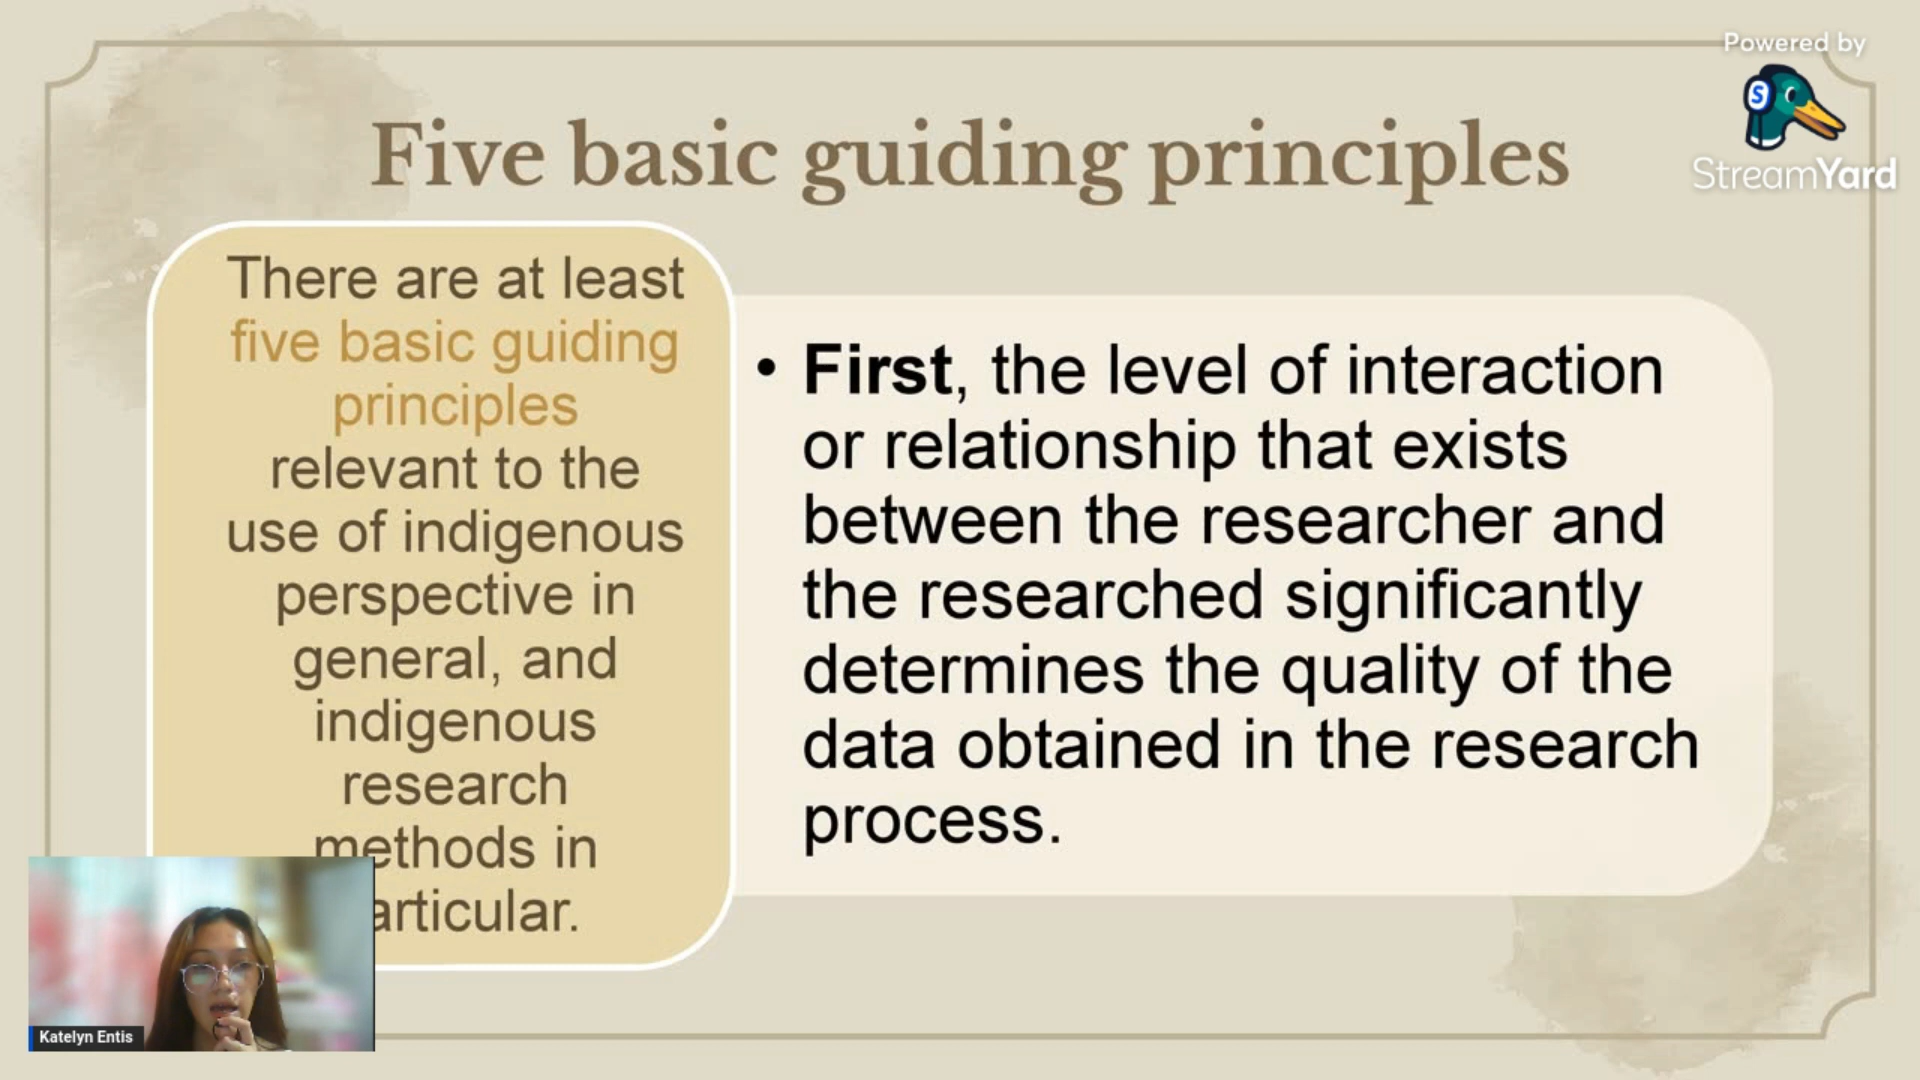 Powered by
StreamYard
Five basic guiding principles
There are at least
five basic guiding
principles
relevant to the
use of indigenous
perspective in
general, and
indigenous
research
methods in
articular.
• First, the level of interaction
or relationship that exists
between the researcher and
the researched significantly
determines the quality of the
data obtained in the research
process.
Katelyn Entis